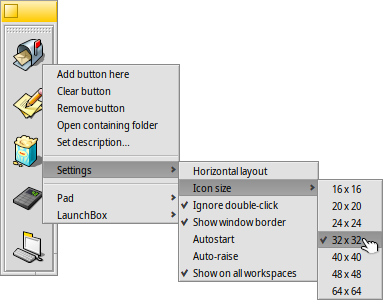 Add button here
Clear button
Remove button
Open containing folder
Set description...
Settings
Pad
LaunchBox
Horizontal layout
Icon size
Ignore double-click
Show window border
Autostart
Auto-raise
Show on all workspaces
16 x 16
20 x 20
24 x 24
32 x 32
40 x 40
48 x 48
64 x 64